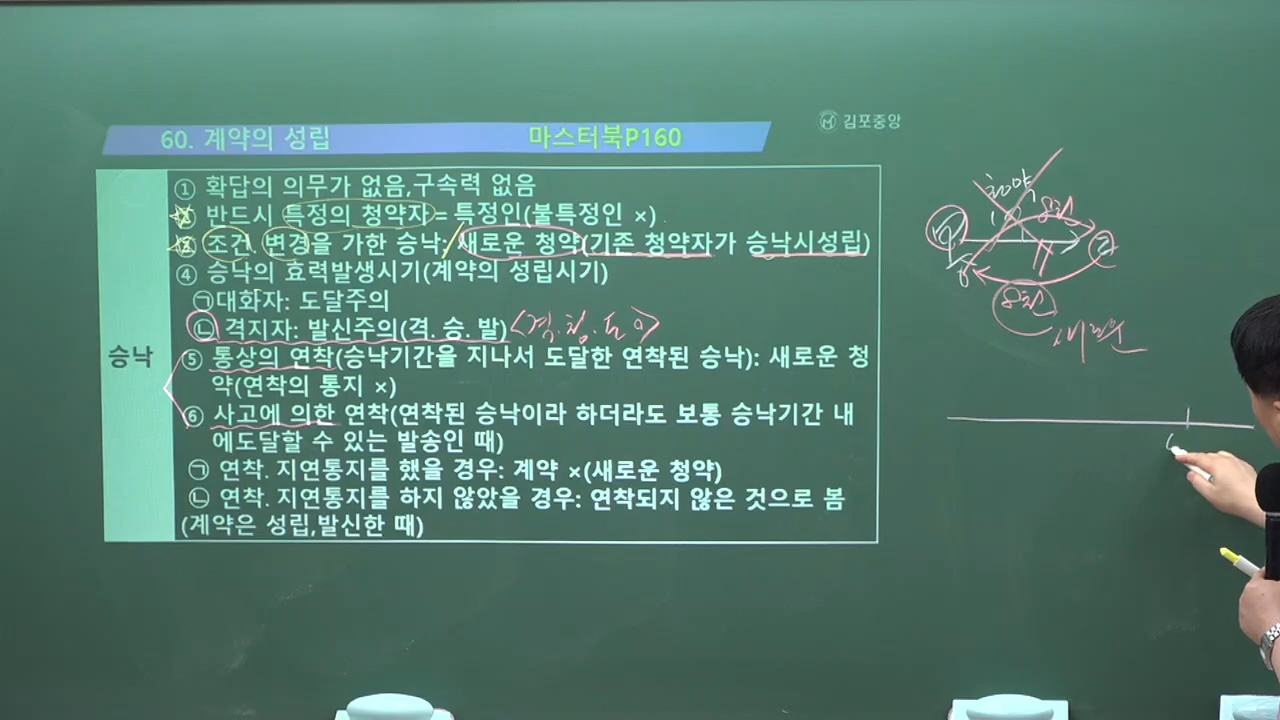 60. 계약의 성립 마스터북P160
김포중앙
승낙
① 확답의 의무가 없음,구속력 없음
반드시 특정의 청약자 = 특정인(불특정인 ×)
조건. 변경을 가한 승낙: 새로운 청약(기존 청약자가 승낙시성립)
④ 승낙의 효력발생시기(계약의 성립시기)
㉠대화자: 도달주의
㉡ 격지자: 발신주의(격. 승. 발) <격.청.도 이>
⑤ 통상의 연착(승낙기간을 지나서 도달한 연착된 승낙): 새로운 청
약(연착의 통지 ×)
⑥ 사고에 의한 연착(연착된 승낙이라 하더라도 보통 승낙기간 내
에도달할 수 있는 발송인 때)
㉠ 연착. 지연통지를 했을 경우: 계약 ×(새로운 청약)
㉡ 연착. 지연통지를 하지 않았을 경우: 연착되지 않은 것으로 봄
(계약은 성립,발신한 때)
청약
새로운